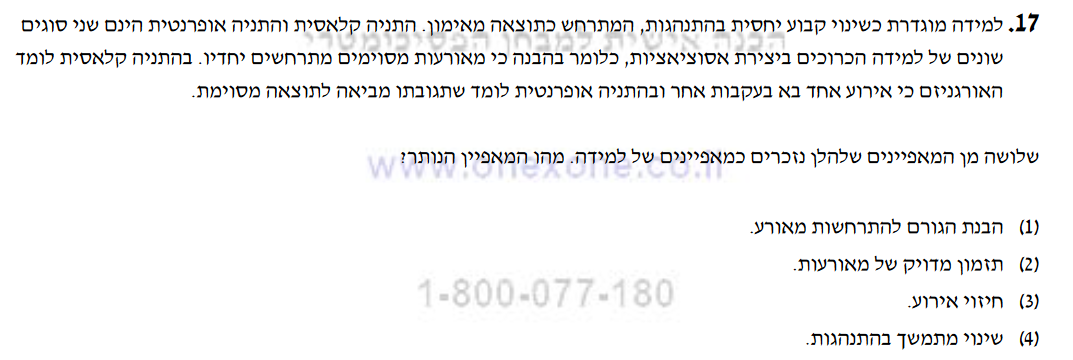 17. למידה מוגדרת כשינוי קבוע יחסית בהתנהגות, המתרחש כתוצאה מאימון. התניה קלאסית והתניה אופרנטית הינם שני סוגים
הכנה אישית למבחן הפסיכומטרי
שונים של למידה הכרוכים ביצירת אסוציאציות, כלומר בהבנה כי מאורעות מסוימים מתרחשים יחדיו. בהתניה קלאסית לומד
האורגניזם כי אירוע אחד בא בעקבות אחר ובהתניה אופרנטית לומד שתגובתו מביאה לתוצאה מסוימת.
שלושה מן המאפיינים שלהלן נזכרים כמאפיינים של למידה. מהו המאפיין הנותר?
www.onexone.co.il
(1) הבנת הגורם להתרחשות מאורע.
(2) תזמון מדויק של מאורעות.
1-800-077-180
(3) חיזוי אירוע.
(4) שינוי מתמשך בהתנהגות.